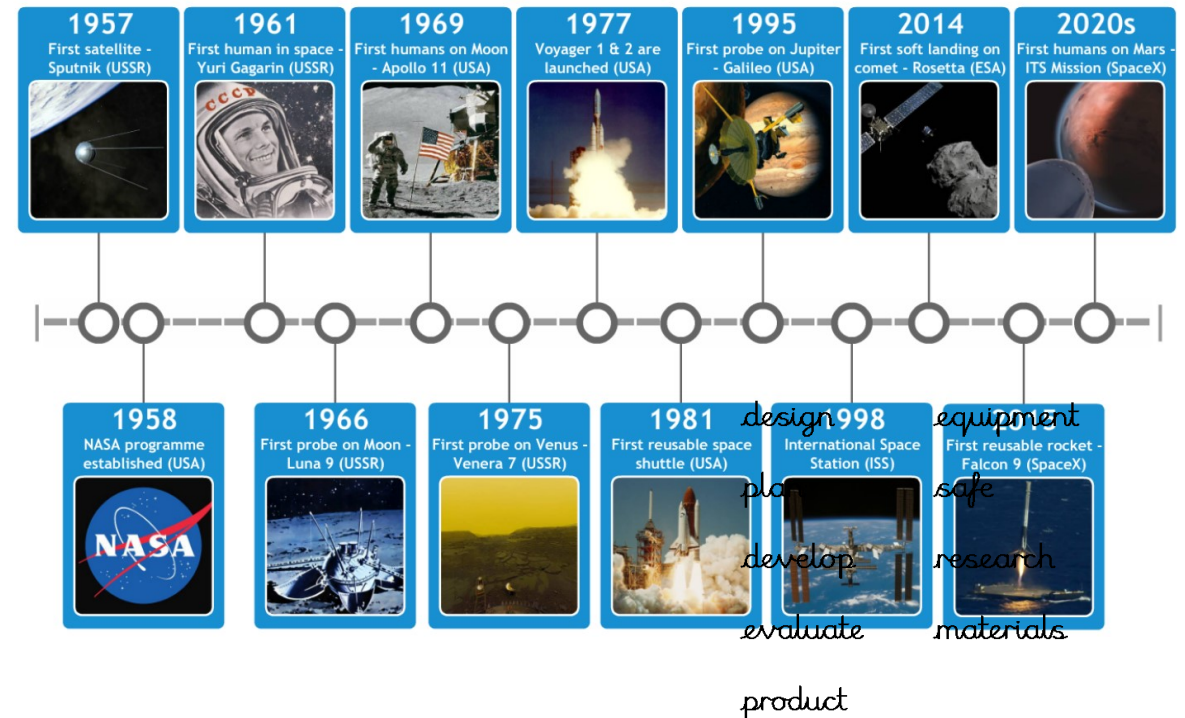 1957
First satellite -
Sputnik (USSR)
1961
First human in space -
Yuri Gagarin (USSR)
CCCP
1969
First humans on Moon
- Apollo 11 (USA)
1977
Voyager 1 & 2 are
launched (USA)
1995
First probe on Jupiter
- Galileo (USA)
2014
First soft landing on
comet - Rosetta (ESA)
2020s
First humans on Mars -
ITS Mission (SpaceX)
1958
NASA programme
established (USA)
NASA
1966
First probe on Moon -
Luna 9 (USSR)
1975
First probe on Venus -
Venera 7 (USSR)
1981
First reusable space
shuttle (USA)
1998
International Space
Station (ISS)
2015
First reusable rocket -
Falcon 9 (SpaceX)
design
develop
evaluate
product
equipment
safe
research
materials